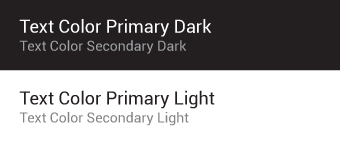 Text Color Primary Dark
Text Color Secondary Dark
Text Color Primary Light
Text Color Secondary Light